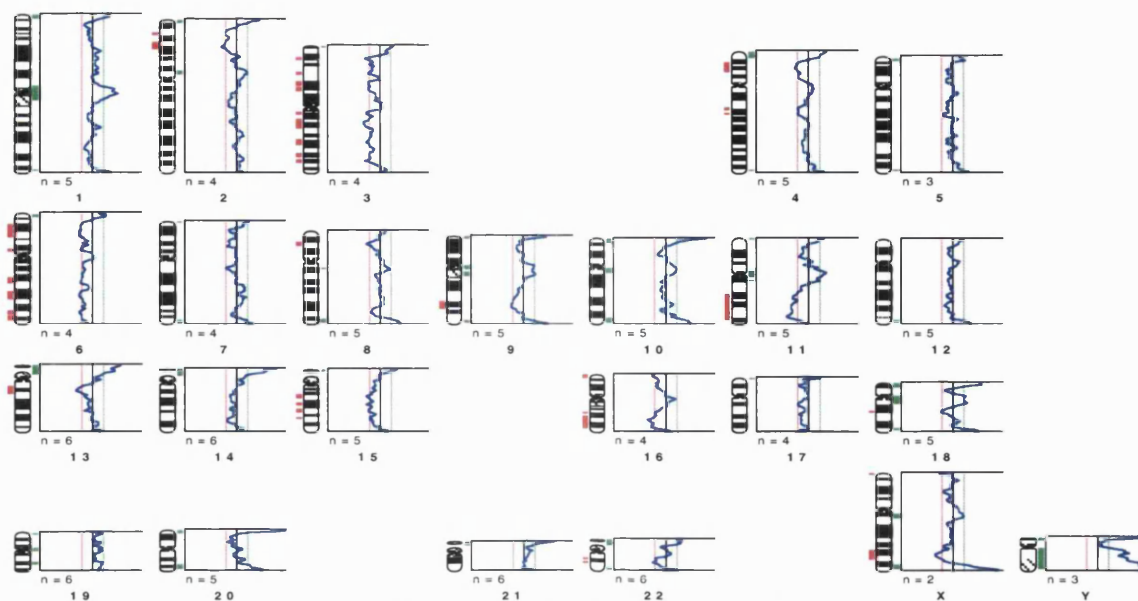 n = 5
n = 4
n = 4
n = 5
n = 3
1
2
3
4
5
n = 4
n = 4
n = 5
n = 5
n = 5
n = 5
n = 5
6
7
8
9
10
11
12
n = 6
n = 6
n = 5
n = 4
n = 4
n = 5
13
14
15
16
17
18
n = 6
n = 5
n = 6
n = 6
n = 2
n = 3
19
20
21
22
X
Y